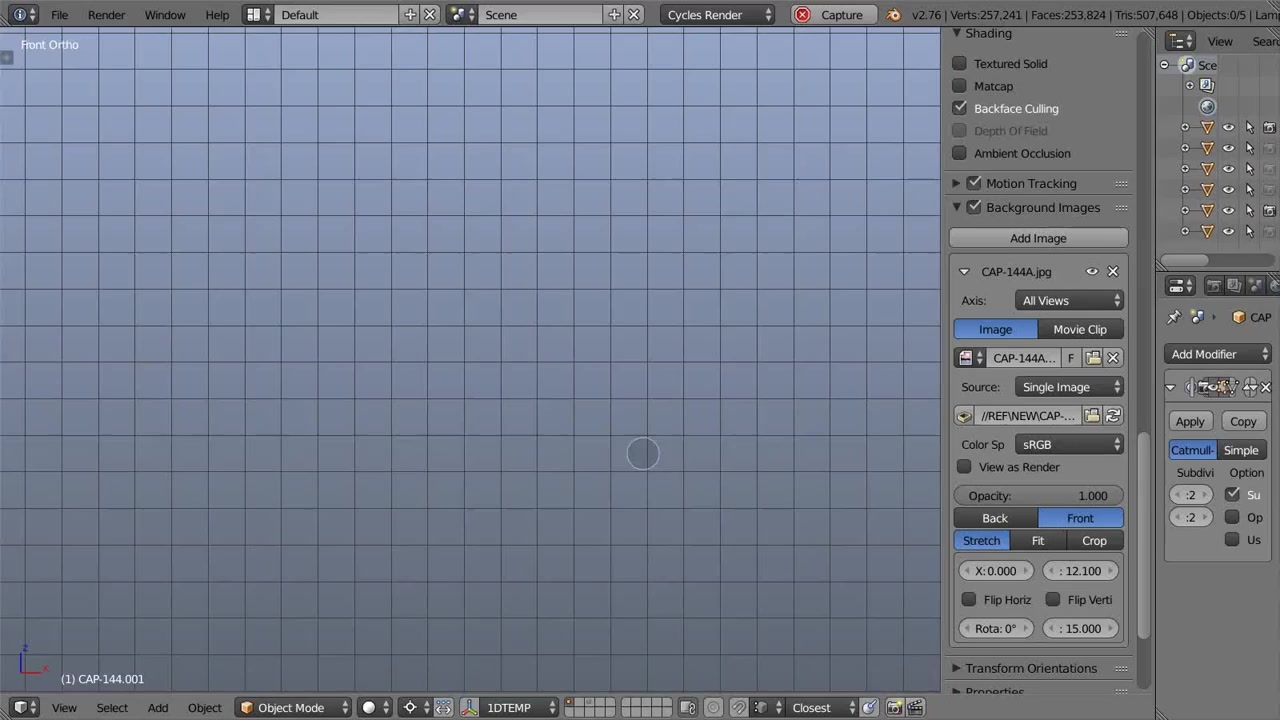 File Render Window Help Default Scene Cycles Render Capture v2.76 | Verts:257,241 | Faces:253,824 | Tris:507,648 | Objects:0/5 | Lamp
Front Ortho
Shading
View Searc
Textured Solid
Sce
Matcap
Backface Culling
Depth Of Field
Ambient Occlusion
Motion Tracking
Background Images
Add Image
CAP-144A.jpg
Axis: All Views
CAP
Image Movie Clip
CAP-144A... F
Add Modifier
Source: Single Image
//REF\NEW\CAP-...
Apply Copy
Color Sp sRGB
Catmull- Simple
View as Render
Subdivi Option
Opacity: 1.000
:2 Su
Back Front
:2 Op
Stretch Fit Crop
Us
X: 0.000 : 12.100
Flip Horiz Flip Verti
Rota: 0° : 15.000
Transform Orientations
z
x
(1) CAP-144.001
Properties
View Select Add Object Object Mode 1DTEMP Closest